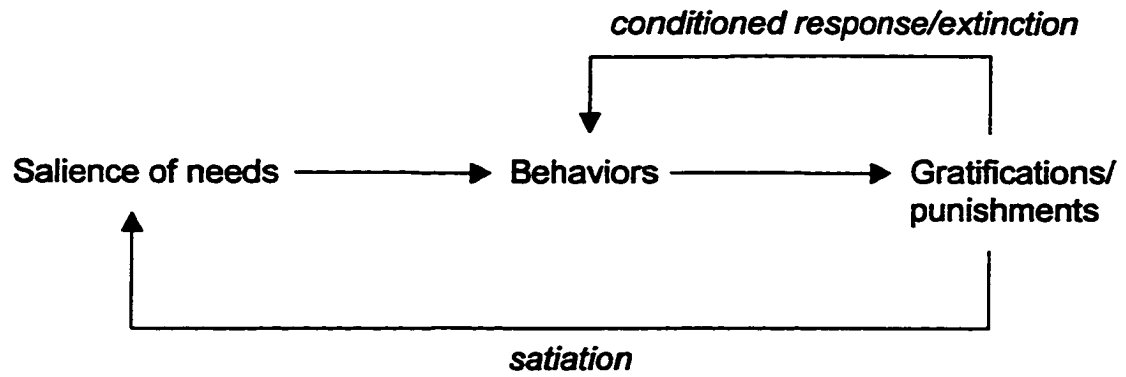 conditioned response/extinction
Salience of needs
Behaviors
Gratifications/
punishments
satiation